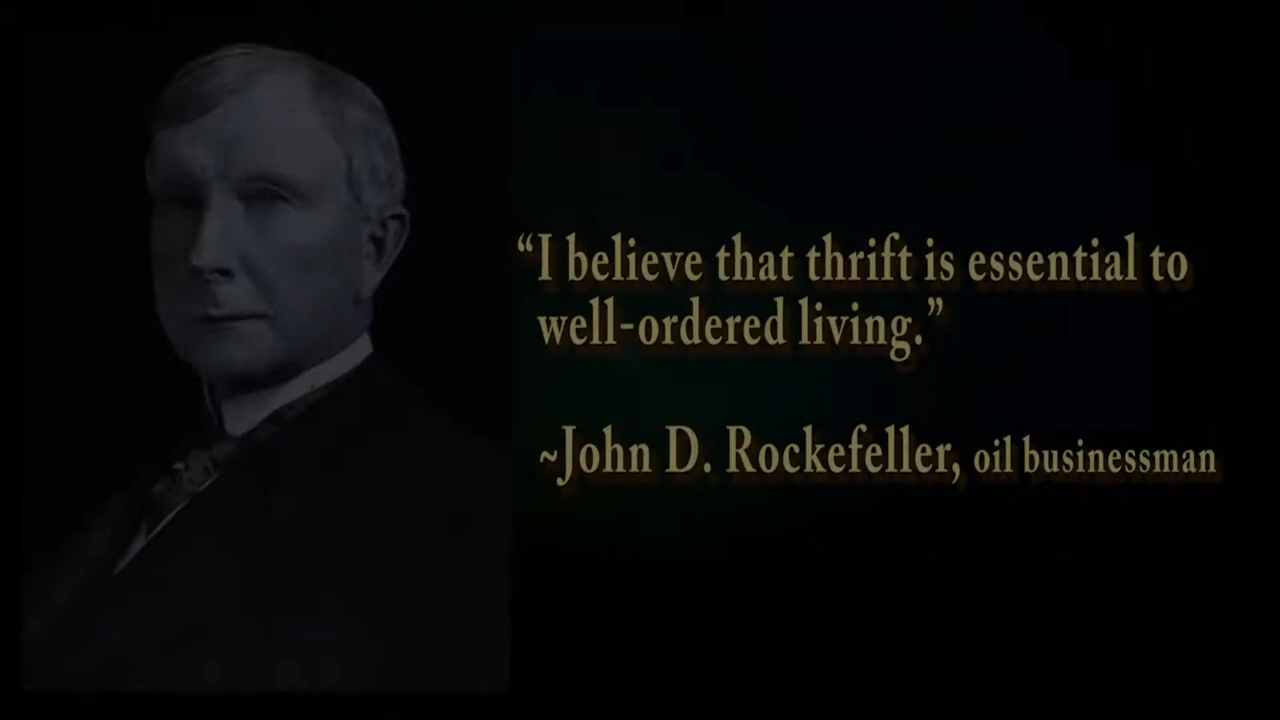 “I believe that thrift is essential to
well-ordered living.”
~John D. Rockefeller, oil businessman